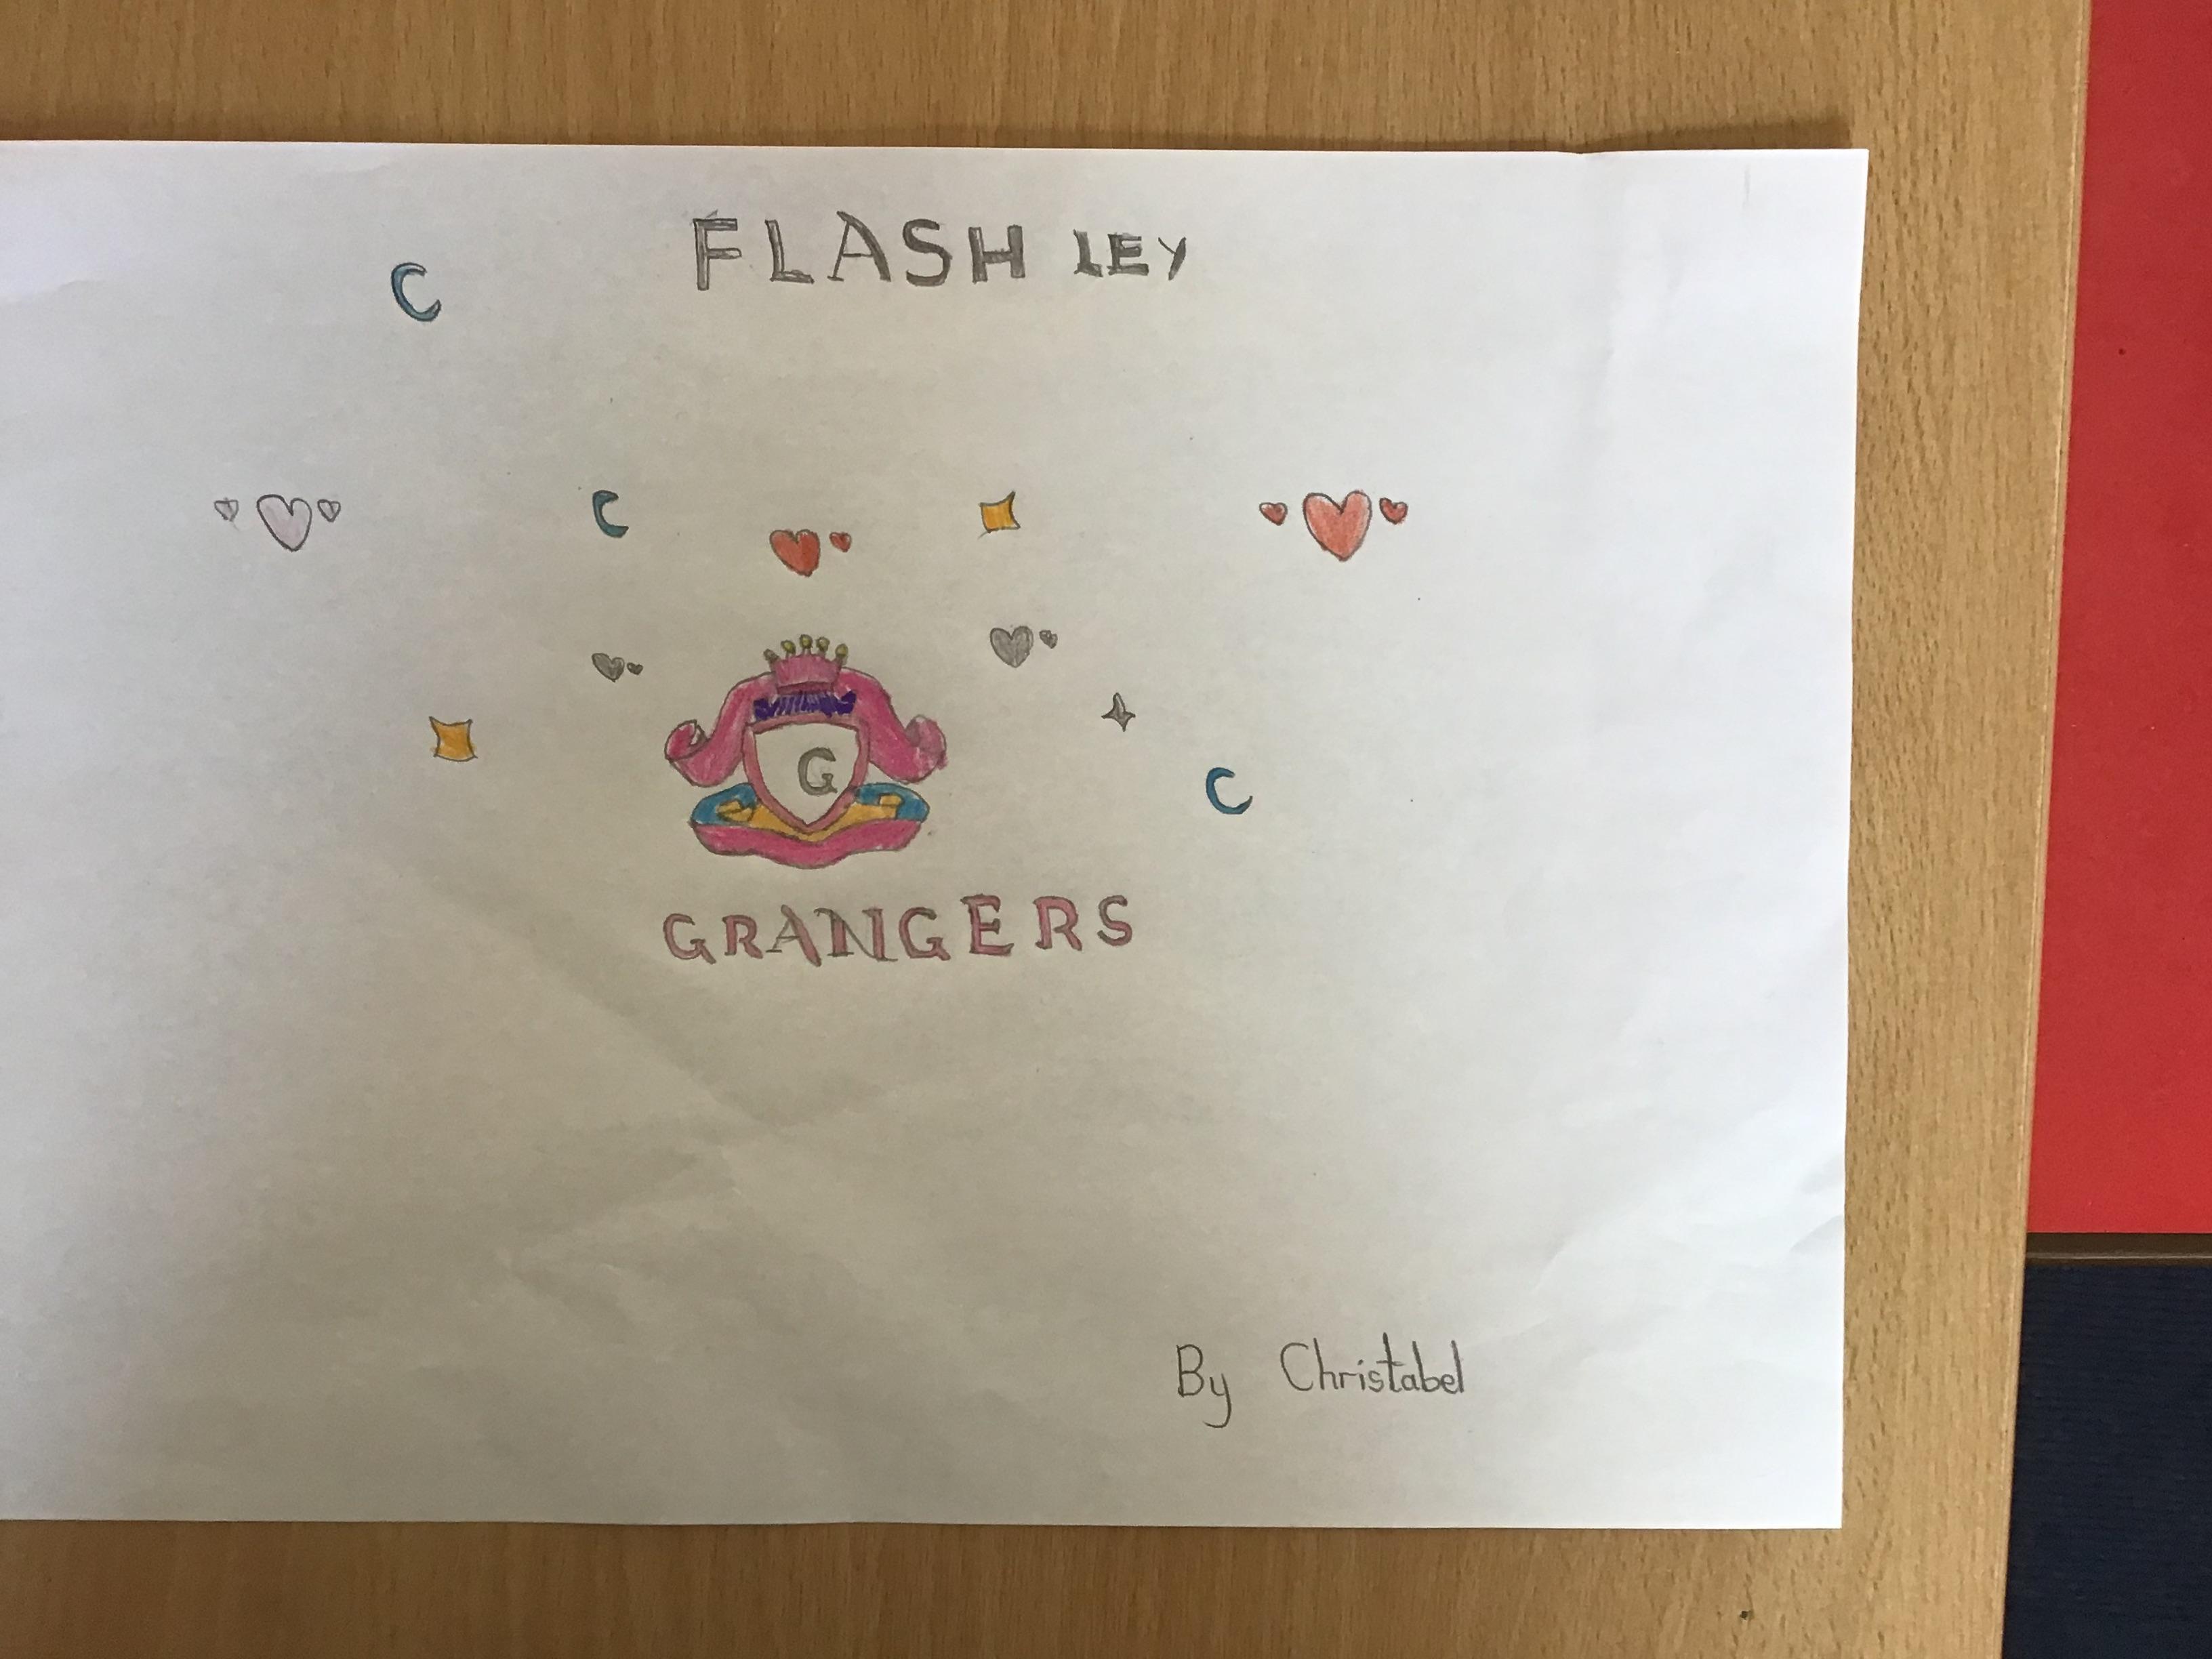 FLASH LEY
G
GRANGERS
By Christabel